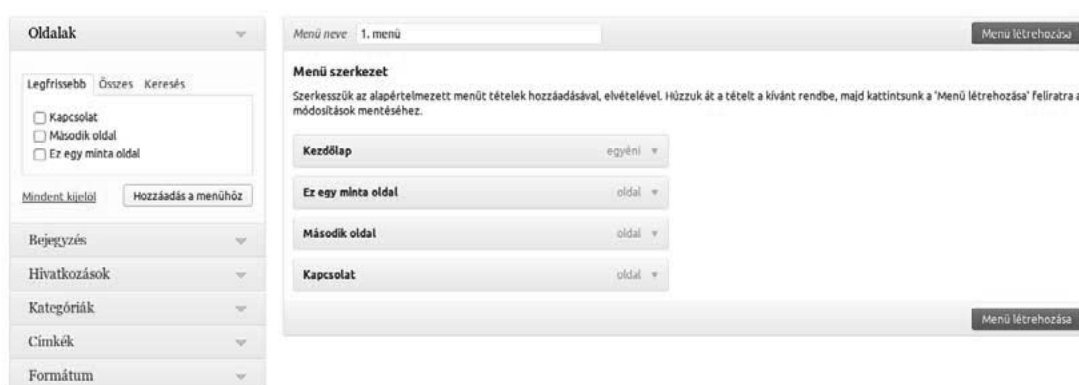 Oldalak
Legfrissebb Összes Keresés
Kapcsolat
Második oldal
Ez egy minta oldal
Mindent kijelöl Hozzáadás a menühöz
Bejegyzés
Hivatkozások
Kategóriák
Címkék
Formátum
Menü neve 1. menü Menü létrehozása
Menü szerkezet
Szerkesszük az alapértelmezett menüt tételek hozzáadásával, elvételével. Húzzuk át a tételt a kívánt rendbe, majd kattintsunk a 'Menü létrehozása' feliratra a
módosítások mentéséhez.
Kezdőlap egyéni
Ez egy minta oldal oldal
Második oldal oldal
Kapcsolat oldal
Menü létrehozása